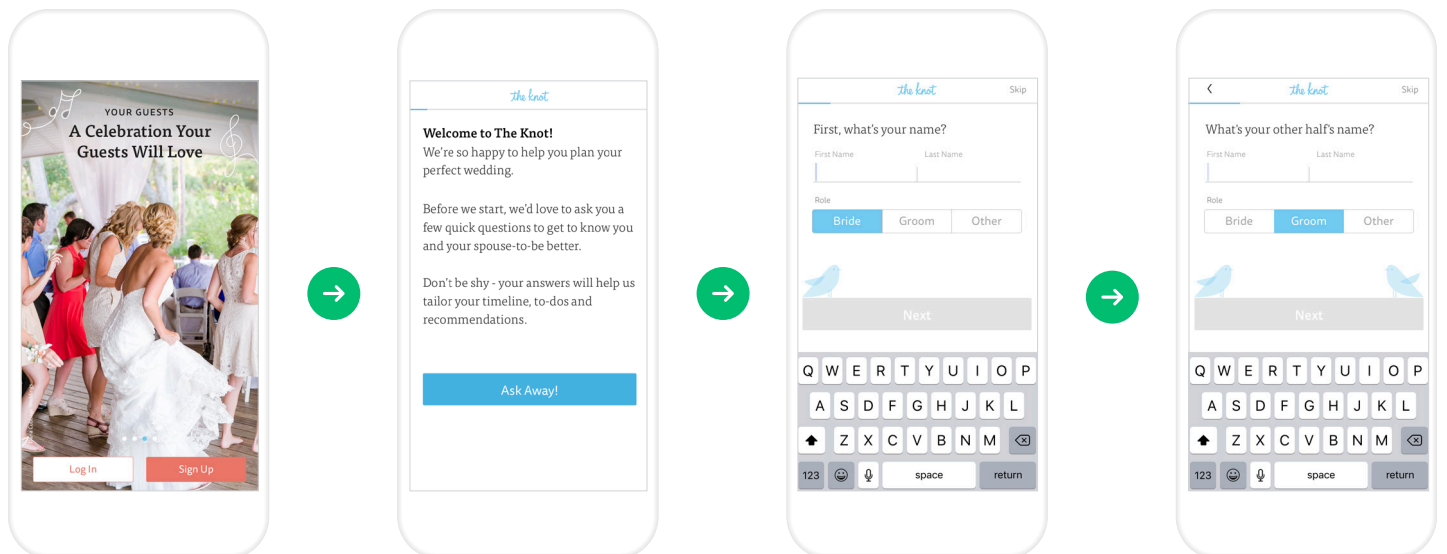 YOUR GUESTS
A Celebration Your
Guests Will Love
Log In
Sign Up
the knot
Welcome to The Knot!
We're so happy to help you plan your
perfect wedding.
Before we start, we'd love to ask you a
few quick questions to get to know you
and your spouse-to-be better.
Don't be shy - your answers will help us
tailor your timeline, to-dos and
recommendations.
Ask Away!
the knot Skip
First, what's your name?
First Name Last Name
Role
Bride Groom Other
Next
Q W E R T Y U I O P
A S D F G H J K L
Z X C V B N M
123 space return
the knot Skip
What's your other half's name?
First Name Last Name
Role
Bride Groom Other
Next
Q W E R T Y U I O P
A S D F G H J K L
Z X C V B N M
123 space return